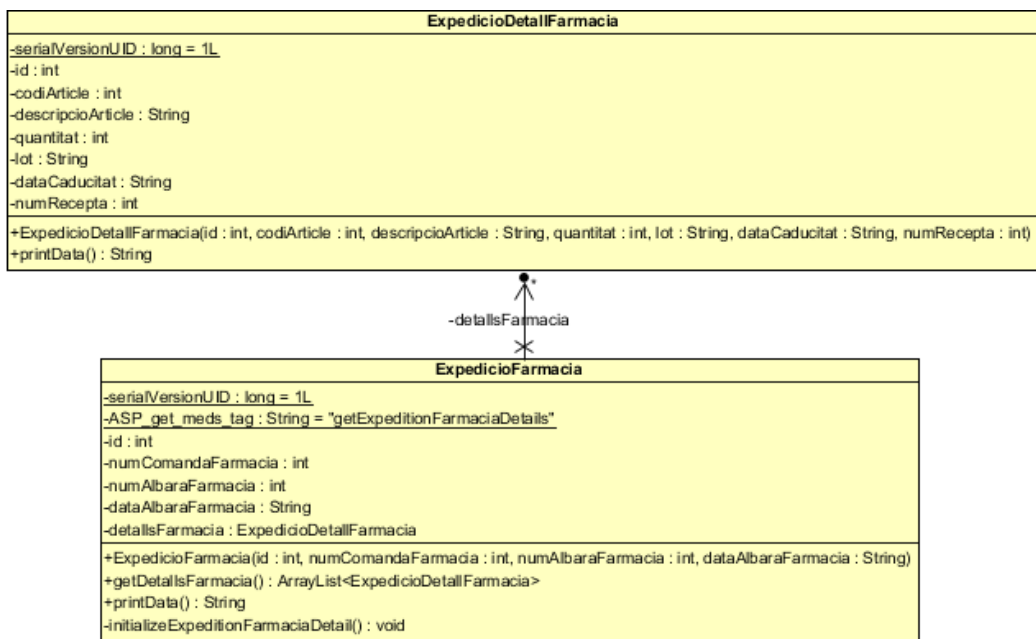 ExpedicioDetallFarmacia
-serialVersionUID : long = 1L
-id : int
-codiArticle : int
-descripcioArticle : String
-quantitat : int
-lot : String
-dataCaducitat : String
-numRecepta : int
+ExpedicioDetallFarmacia(id : int, codiArticle : int, descripcioArticle : String, quantitat : int, lot : String, dataCaducitat : String, numRecepta : int)
+printData() : String
*
-detallsFarmacia
ExpedicioFarmacia
-serialVersionUID : long = 1L
-ASP_get_meds_tag : String = "getExpeditionFarmaciaDetails"
-id : int
-numComandaFarmacia : int
-numAlbaraFarmacia : int
-dataAlbaraFarmacia : String
-detallsFarmacia : ExpedicioDetallFarmacia
+ExpedicioFarmacia(id : int, numComandaFarmacia : int, numAlbaraFarmacia : int, dataAlbaraFarmacia : String)
+getDetallsFarmacia() : ArrayList<ExpedicioDetallFarmacia>
+printData() : String
-initializeExpeditionFarmaciaDetail() : void